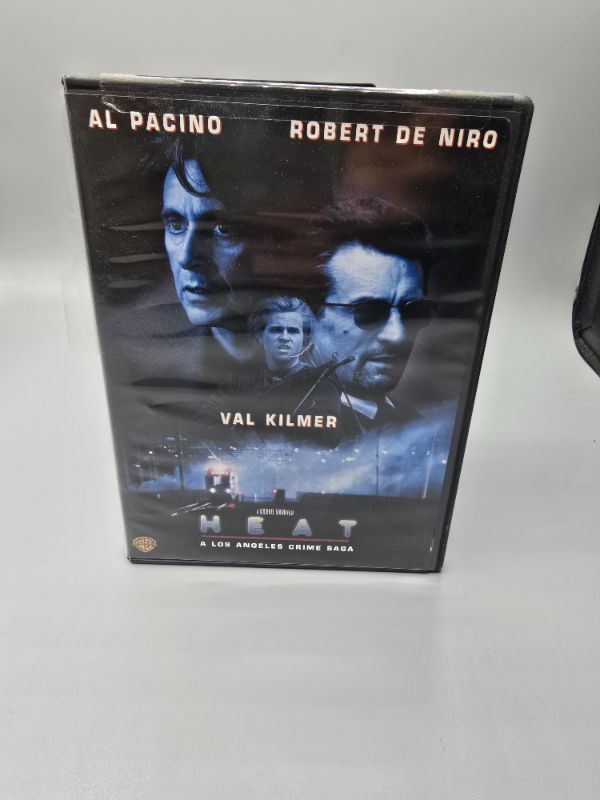 AL PACINO
ROBERT DE NIRO
VAL KILMER
HEAT
A LOS ANGELES CRIME SAGA